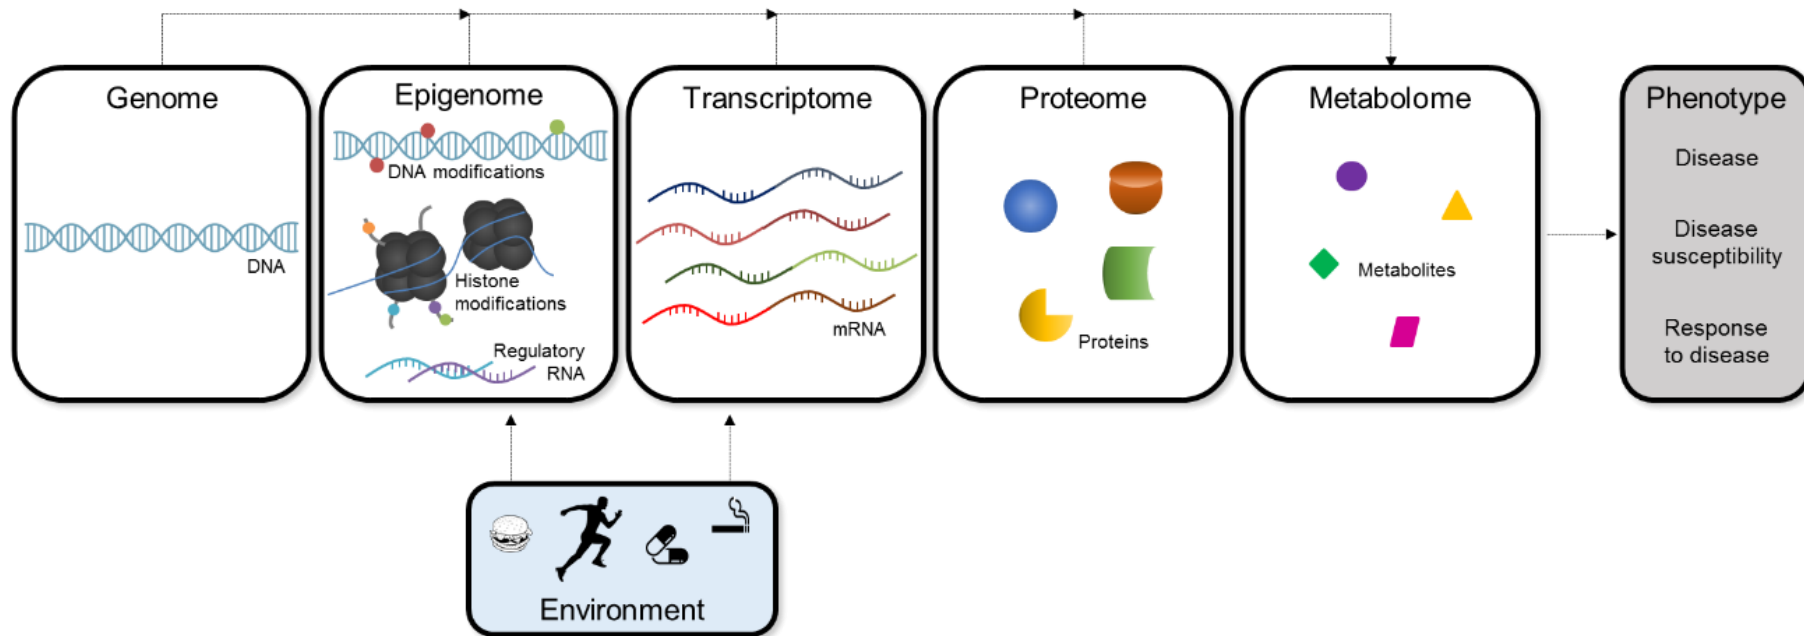 Genome
DNA
Epigenome
DNA modifications
Histone
modifications
Regulatory
RNA
Transcriptome
mRNA
Proteome
Proteins
Metabolome
Metabolites
Phenotype
Disease
Disease
susceptibility
Response
to disease
Environment